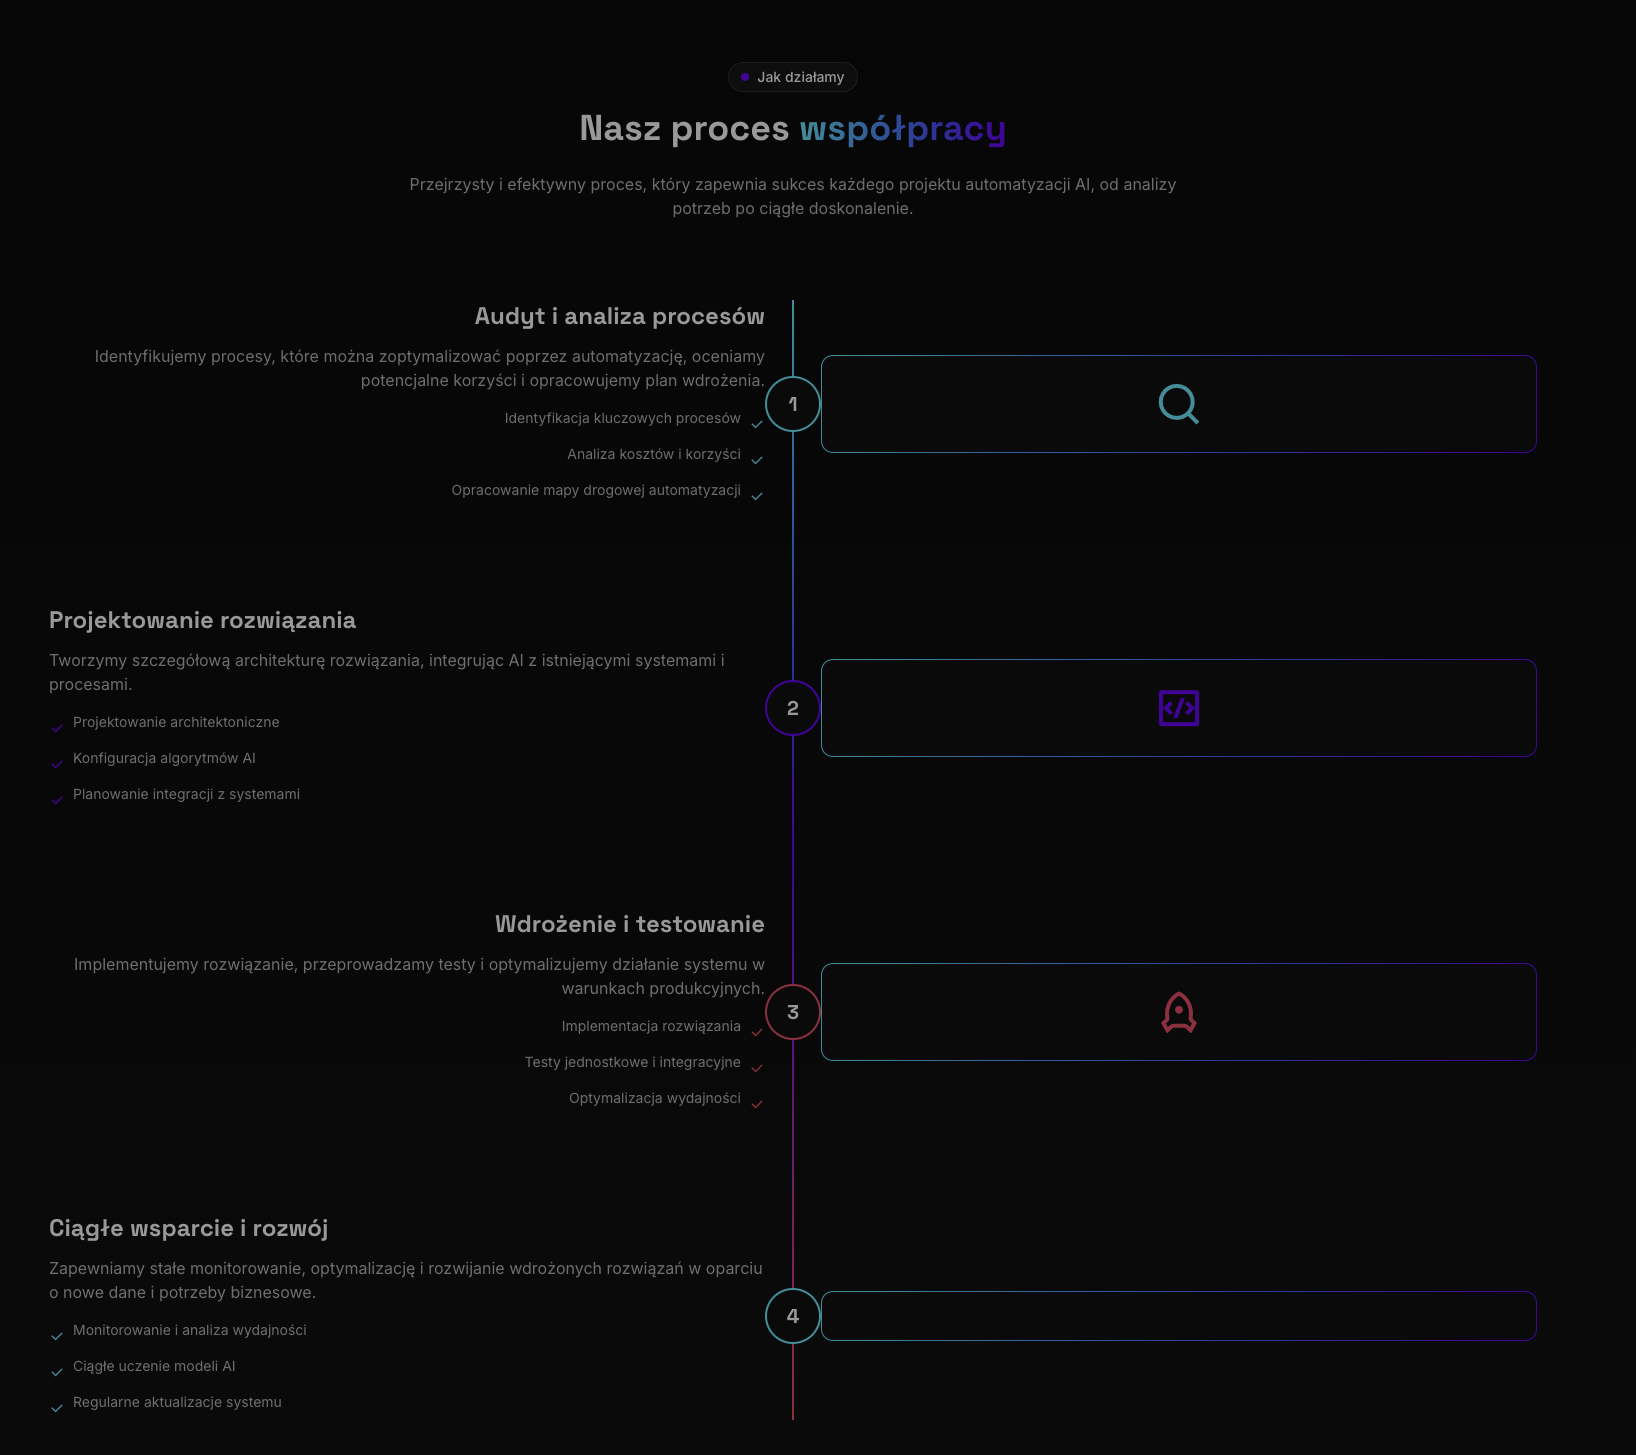 Jak działamy
Nasz proces współpracy
Przejrzysty i efektywny proces, który zapewnia sukces każdego projektu automatyzacji AI, od analizy
potrzeb po ciągłe doskonalenie.
Audyt i analiza procesów
Identyfikujemy procesy, które można zoptymalizować poprzez automatyzację, oceniamy
potencjalne korzyści i opracowujemy plan wdrożenia.
Identyfikacja kluczowych procesów
Analiza kosztów i korzyści
Opracowanie mapy drogowej automatyzacji
1
Projektowanie rozwiązania
Tworzymy szczegółową architekturę rozwiązania, integrując AI z istniejącymi systemami i
procesami.
Projektowanie architektoniczne
Konfiguracja algorytmów AI
Planowanie integracji z systemami
2
Wdrożenie i testowanie
Implementujemy rozwiązanie, przeprowadzamy testy i optymalizujemy działanie systemu w
warunkach produkcyjnych.
Implementacja rozwiązania
Testy jednostkowe i integracyjne
Optymalizacja wydajności
3
Ciągłe wsparcie i rozwój
Zapewniamy stałe monitorowanie, optymalizację i rozwijanie wdrożonych rozwiązań w oparciu
o nowe dane i potrzeby biznesowe.
Monitorowanie i analiza wydajności
Ciągłe uczenie modeli AI
Regularne aktualizacje systemu
4